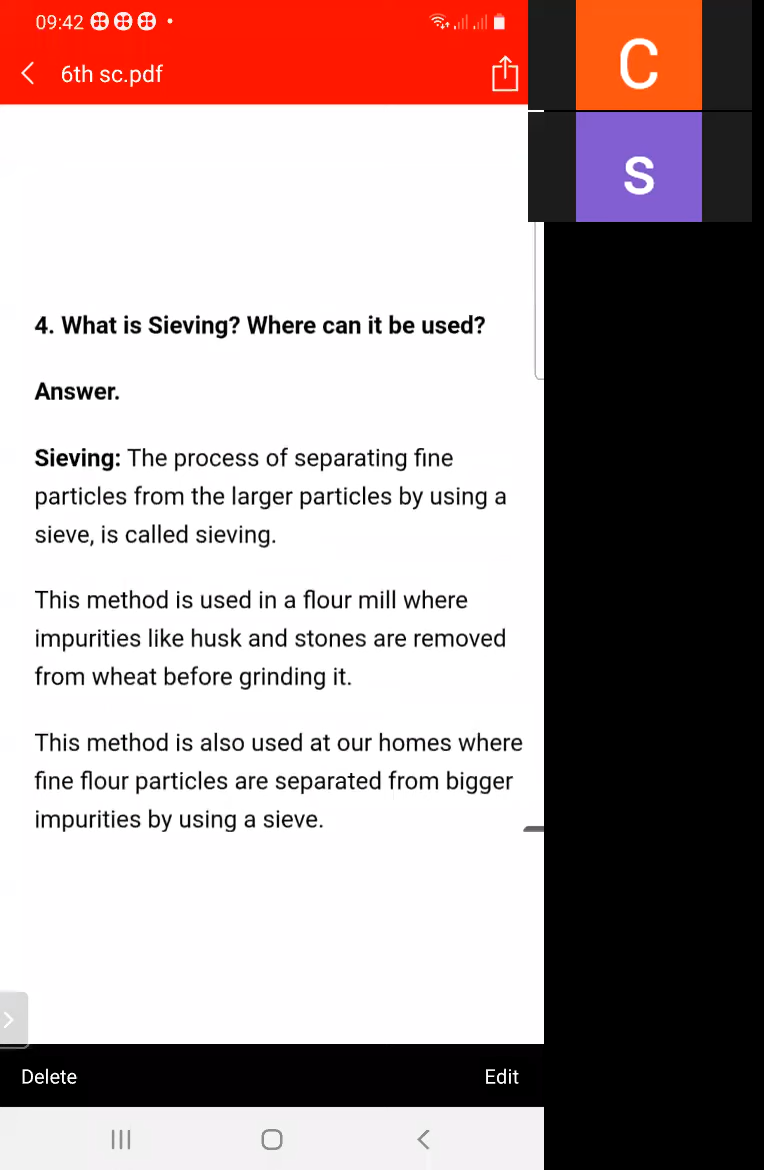 09:42
6th sc.pdf
C
S
4. What is Sieving? Where can it be used?
Answer.
Sieving: The process of separating fine
particles from the larger particles by using a
sieve, is called sieving.
This method is used in a flour mill where
impurities like husk and stones are removed
from wheat before grinding it.
This method is also used at our homes where
fine flour particles are separated from bigger
impurities by using a sieve.
Delete
Edit